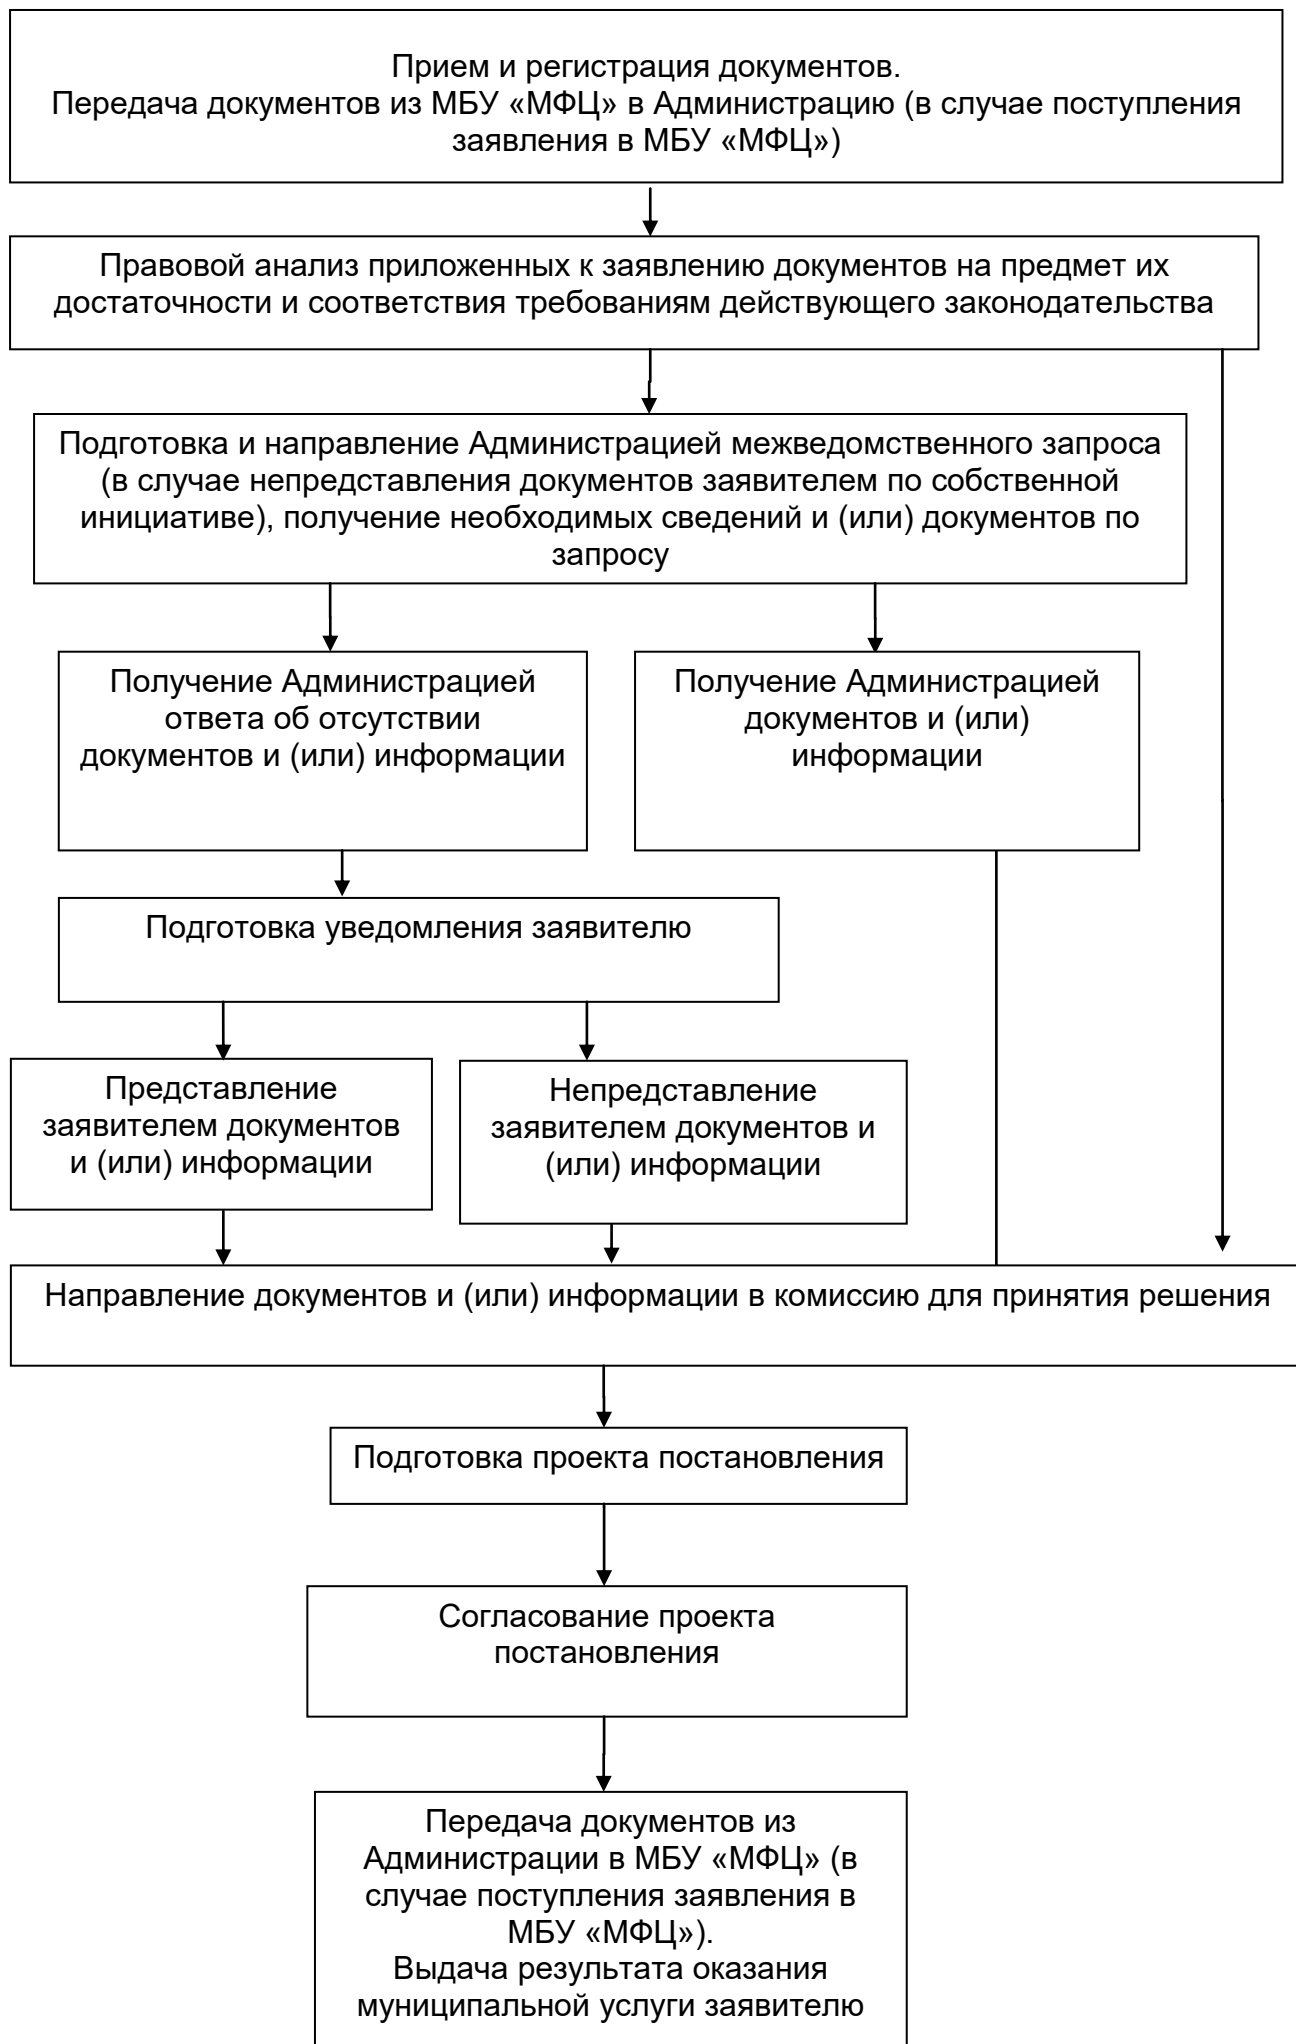 Прием и регистрация документов.
Передача документов из МБУ «МФЦ» в Администрацию (в случае поступления
заявления в МБУ «МФЦ»)
Правовой анализ приложенных к заявлению документов на предмет их
достаточности и соответствия требованиям действующего законодательства
Подготовка и направление Администрацией межведомственного запроса
(в случае непредставления документов заявителем по собственной
инициативе), получение необходимых сведений и (или) документов по
запросу
Получение Администрацией
ответа об отсутствии
документов и (или) информации
Получение Администрацией
документов и (или)
информации
Подготовка уведомления заявителю
Представление
заявителем документов
и (или) информации
Непредставление
заявителем документов и
(или) информации
Направление документов и (или) информации в комиссию для принятия решения
Подготовка проекта постановления
Согласование проекта
постановления
Передача документов из
Администрации в МБУ «МФЦ» (в
случае поступления заявления в
МБУ «МФЦ»).
Выдача результата оказания
муниципальной услуги заявителю